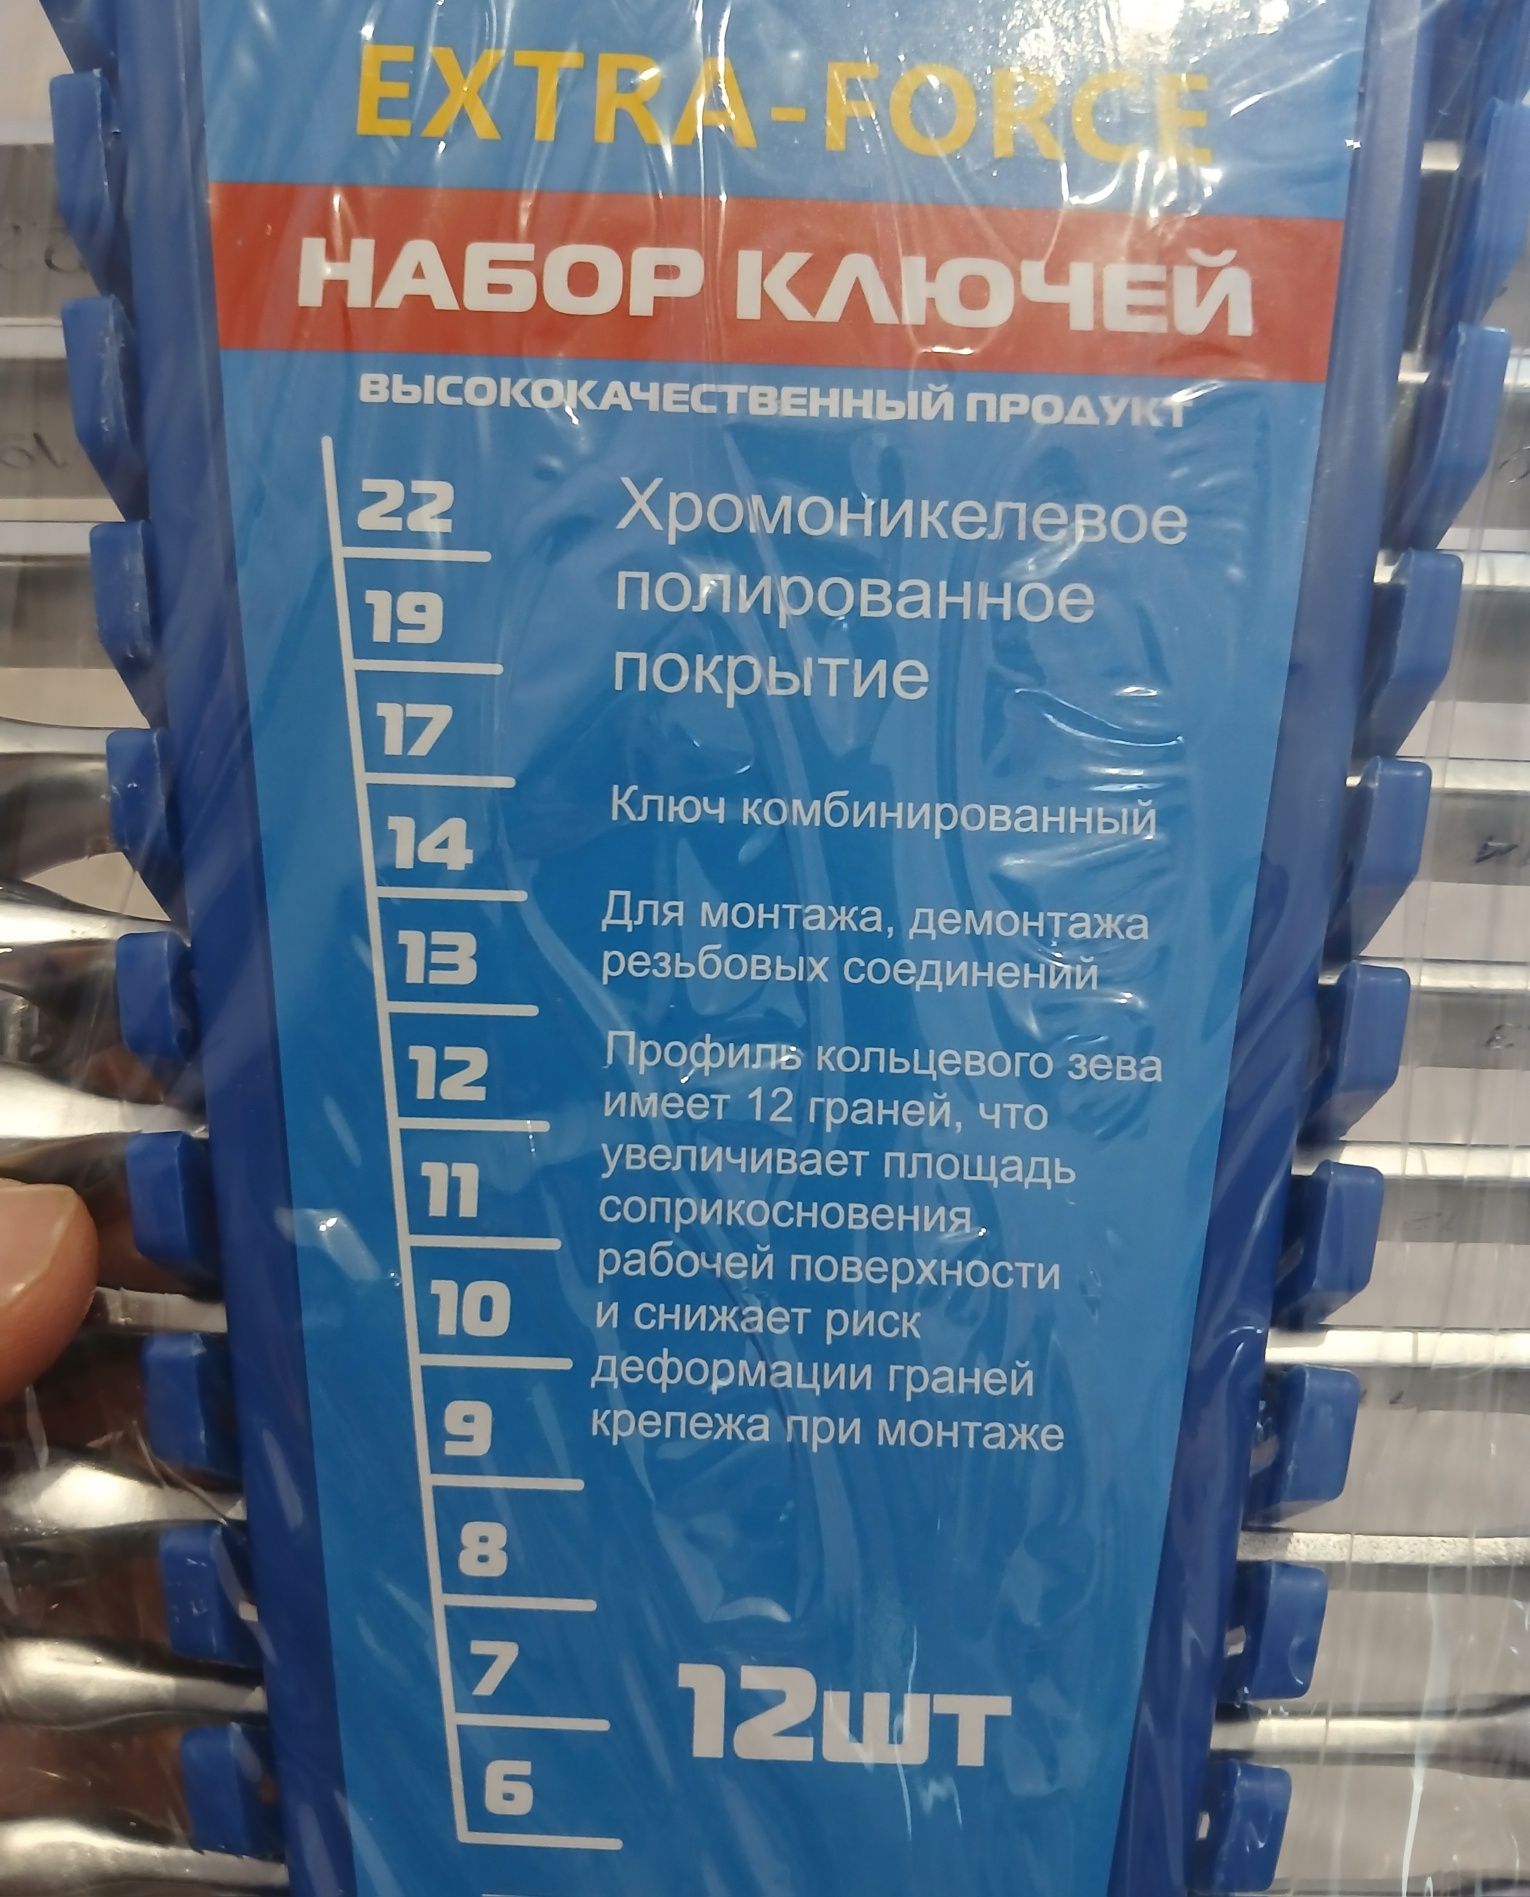 EXTRA-FORCE
НАБОР КЛЮЧЕЙ
ВЫСОКОКАЧЕСТВЕННЫЙ ПРОДУКТ
22
19
17
14
13
12
11
10
9
8
7
6
Хромоникелевое
полированное
покрытие
Ключ комбинированный
Для монтажа, демонтажа
резьбовых соединений
Профиль кольцевого зева
имеет 12 граней, что
увеличивает площадь
соприкосновения
рабочей поверхности
и снижает риск
деформации граней
крепежа при монтаже
12шт